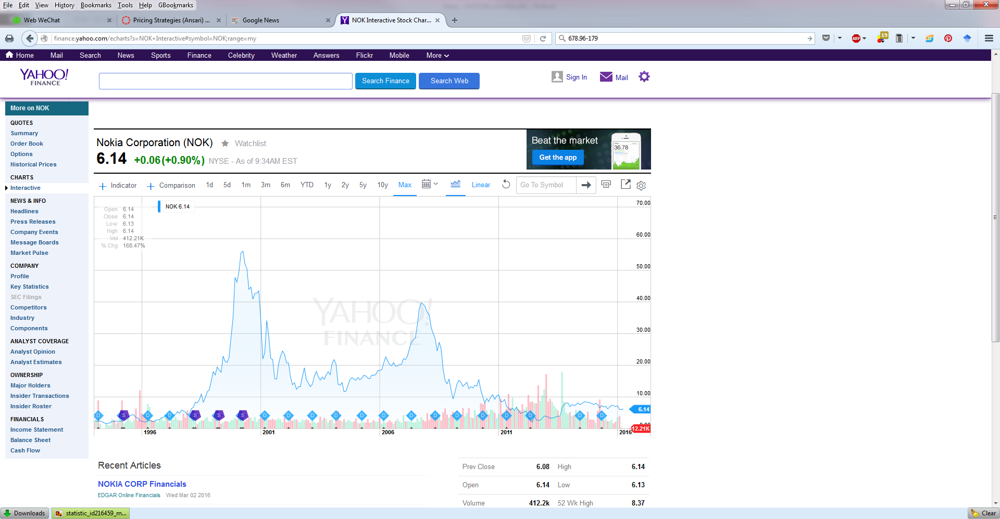 File Edit View History Bookmarks Tools Help GBookmarks
Web WeChat Pricing Strategies (Ansari) ... Google News NOK Interactive Stock Char...
finance.yahoo.com/echarts?s=NOK+Interactive#symbol=NOK;range=my 678.96-179 ABP 19
Home Mail Search News Sports Finance Celebrity Weather Answers Flickr Mobile More
YAHOO!
FINANCE
Search Finance Search Web Sign In Mail
More on NOK
QUOTES
Summary
Order Book
Options
Historical Prices
CHARTS
Interactive
NEWS & INFO
Headlines
Press Releases
Company Events
Message Boards
Market Pulse
COMPANY
Profile
Key Statistics
SEC Filings
Competitors
Industry
Components
ANALYST COVERAGE
Analyst Opinion
Analyst Estimates
OWNERSHIP
Major Holders
Insider Transactions
Insider Roster
FINANCIALS
Income Statement
Balance Sheet
Cash Flow
Nokia Corporation (NOK) Watchlist
6.14 +0.06 (+0.90%) NYSE - As of 9:34AM EST
Beat the market
Get the app
36.78
Indicator Comparison 1d 5d 1m 3m 6m YTD 1y 2y 5y 10y Max Linear Go To Symbol
NOK 6.14
Open 6.14
Close 6.14
Low 6.13
High 6.14
Vol 412.21K
% Chg 168.47%
70.00
60.00
50.00
40.00
30.00
20.00
10.00
6.14
12.21K
YAHOO!
FINANCE
D S D D S S S D D D D D D D D D D D D D D
1996 2001 2006 2011 2016
Recent Articles
NOKIA CORP Financials
EDGAR Online Financials Wed Mar 02 2016
Prev Close 6.08 High 6.14
Open 6.14 Low 6.13
Volume 412.2k 52 Wk High 8.37
Downloads statistic_id216459_m... Clear